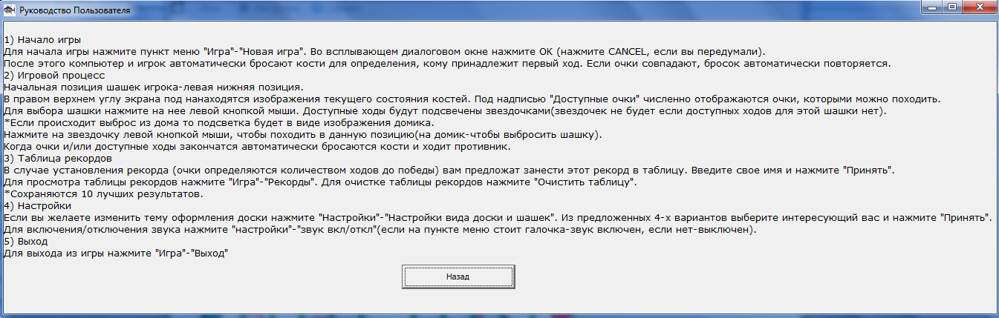 Руководство Пользователя
1) Начало игры
Для начала игры нажмите пункт меню "Игра"-"Новая игра". Во всплывающем диалоговом окне нажмите OK (нажмите CANCEL, если вы передумали).
После этого компьютер и игрок автоматически бросают кости для определения, кому принадлежит первый ход. Если очки совпадают, бросок автоматически повторяется.
2) Игровой процесс
Начальная позиция шашек игрока-левая нижняя позиция.
В правом верхнем углу экрана под нанаходятся изображения текущего состояния костей. Под надписью "Доступные очки" численно отображаются очки, которыми можно походить.
Для выбора шашки нажмите на нее левой кнопкой мыши. Доступные ходы будут подсвечены звездочками(звездочек не будет если доступных ходов для этой шашки нет).
*Если происходит выброс из дома то подсветка будет в виде изображения домика.
Нажмите на звездочку левой кнопкой мыши, чтобы походить в данную позицию(на домик-чтобы выбросить шашку).
Когда очки и/или доступные ходы закончатся автоматически бросаются кости и ходит противник.
3) Таблица рекордов
В случае установления рекорда (очки определяются количеством ходов до победы) вам предложат занести этот рекорд в таблицу. Введите свое имя и нажмите "Принять".
Для просмотра таблицы рекордов нажмите "Игра"-"Рекорды". Для очистке таблицы рекордов нажмите "Очистить таблицу".
*Сохраняются 10 лучших результатов.
4) Настройки
Если вы желаете изменить тему оформления доски нажмите "Настройки"-"Настройки вида доски и шашек". Из предложенных 4-х вариантов выберите интересующий вас и нажмите "Принять".
Для включения/отключения звука нажмите "настройки"-"звук вкл/откл"(если на пункте меню стоит галочка-звук включен, если нет-выключен).
5) Выход
Для выхода из игры нажмите "Игра"-"Выход"
Назад